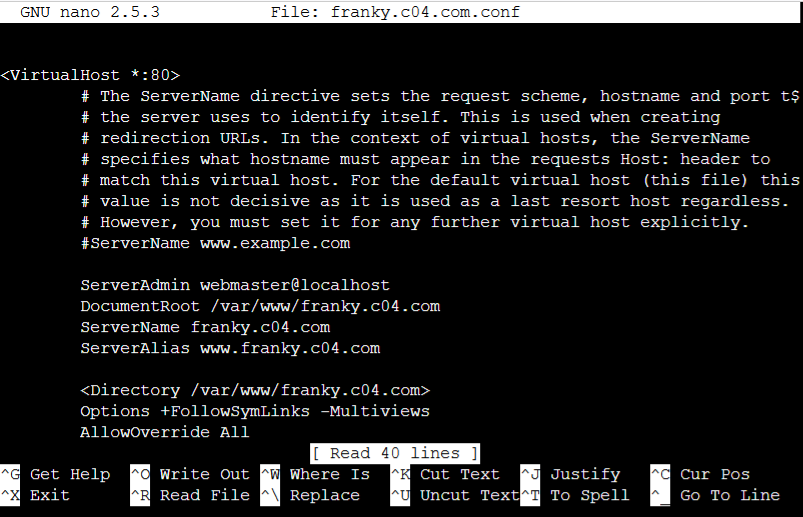 GNU nano 2.5.3 File: franky.c04.com.conf
<VirtualHost *:80>
# The ServerName directive sets the request scheme, hostname and port t$
# the server uses to identify itself. This is used when creating
# redirection URLs. In the context of virtual hosts, the ServerName
# specifies what hostname must appear in the requests Host: header to
# match this virtual host. For the default virtual host (this file) this
# value is not decisive as it is used as a last resort host regardless.
# However, you must set it for any further virtual host explicitly.
#ServerName www.example.com
ServerAdmin webmaster@localhost
DocumentRoot /var/www/franky.c04.com
ServerName franky.c04.com
ServerAlias www.franky.c04.com
<Directory /var/www/franky.c04.com>
Options +FollowSymLinks -Multiviews
AllowOverride All
[ Read 40 lines ]
^G Get Help ^O Write Out ^W Where Is ^K Cut Text ^J Justify ^C Cur Pos
^X Exit ^R Read File ^\ Replace ^U Uncut Text ^T To Spell ^_ Go To Line